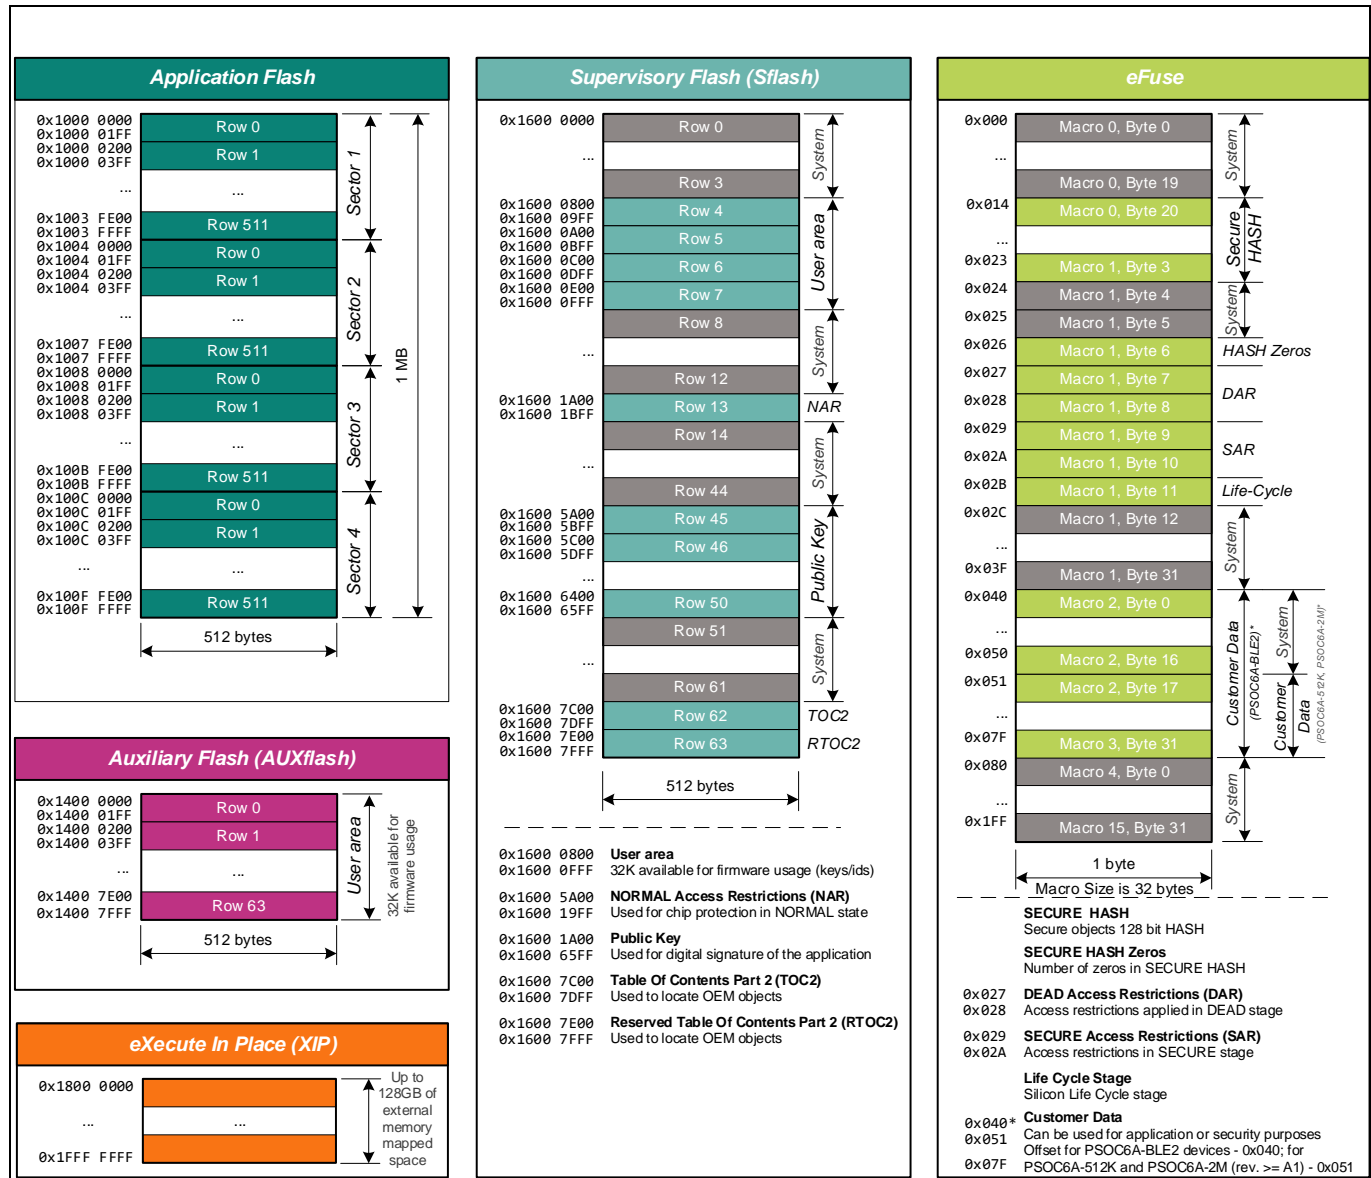 Application Flash
0x1000 0000
0x1000 01FF
Row 0
0x1000 0200
0x1000 03FF
Row 1
...
...
0x1003 FE00
0x1003 FFFF
Row 511
Sector 1
0x1004 0000
0x1004 01FF
Row 0
0x1004 0200
0x1004 03FF
Row 1
...
...
0x1007 FE00
0x1007 FFFF
Row 511
Sector 2
0x1008 0000
0x1008 01FF
Row 0
0x1008 0200
0x1008 03FF
Row 1
...
...
0x100B FE00
0x100B FFFF
Row 511
Sector 3
0x100C 0000
0x100C 01FF
Row 0
0x100C 0200
0x100C 03FF
Row 1
...
...
0x100F FE00
0x100F FFFF
Row 511
Sector 4
1 MB
512 bytes
Auxiliary Flash (AUXflash)
0x1400 0000
0x1400 01FF
Row 0
0x1400 0200
0x1400 03FF
Row 1
...
...
0x1400 7E00
0x1400 7FFF
Row 63
User area
32K available for
firmware usage
512 bytes
eXecute In Place (XIP)
0x1800 0000
...
...
0x1FFF FFFF
Up to
128GB of
external
memory
mapped
space
Supervisory Flash (Sflash)
0x1600 0000
Row 0
...
Row 3
System
0x1600 0800
0x1600 09FF
Row 4
0x1600 0A00
0x1600 0BFF
Row 5
0x1600 0C00
0x1600 0DFF
Row 6
0x1600 0E00
0x1600 0FFF
Row 7
User area
Row 8
...
Row 12
System
0x1600 1A00
0x1600 1BFF
Row 13
NAR
Row 14
...
Row 44
System
0x1600 5A00
0x1600 5BFF
Row 45
0x1600 5C00
0x1600 5DFF
Row 46
...
0x1600 6400
0x1600 65FF
Row 50
Public Key
Row 51
...
Row 61
System
0x1600 7C00
0x1600 7DFF
Row 62
TOC2
0x1600 7E00
0x1600 7FFF
Row 63
RTOC2
512 bytes
0x1600 0800 User area
0x1600 0FFF 32K available for firmware usage (keys/ids)
0x1600 5A00 NORMAL Access Restrictions (NAR)
0x1600 19FF Used for chip protection in NORMAL state
0x1600 1A00 Public Key
0x1600 65FF Used for digital signature of the application
0x1600 7C00 Table Of Contents Part 2 (TOC2)
0x1600 7DFF Used to locate OEM objects
0x1600 7E00 Reserved Table Of Contents Part 2 (RTOC2)
0x1600 7FFF Used to locate OEM objects
eFuse
0x000 Macro 0, Byte 0
...
Macro 0, Byte 19
System
0x014 Macro 0, Byte 20
...
0x023 Macro 1, Byte 3
Secure
HASH
0x024 Macro 1, Byte 4
0x025 Macro 1, Byte 5
System
0x026 Macro 1, Byte 6 HASH Zeros
0x027 Macro 1, Byte 7
0x028 Macro 1, Byte 8
DAR
0x029 Macro 1, Byte 9
0x02A Macro 1, Byte 10
SAR
0x02B Macro 1, Byte 11 Life-Cycle
0x02C Macro 1, Byte 12
...
0x03F Macro 1, Byte 31
System
0x040 Macro 2, Byte 0
...
0x050 Macro 2, Byte 16
0x051 Macro 2, Byte 17
...
0x07F Macro 3, Byte 31
Customer Data
(PSOC6A-BLE2)*
System
Customer
Data
(PSOC6A-512K, PSOC6A-2M)*
0x080 Macro 4, Byte 0
...
0x1FF Macro 15, Byte 31
System
1 byte
Macro Size is 32 bytes
SECURE HASH
Secure objects 128 bit HASH
SECURE HASH Zeros
Number of zeros in SECURE HASH
0x027 DEAD Access Restrictions (DAR)
0x028 Access restrictions applied in DEAD stage
0x029 SECURE Access Restrictions (SAR)
0x02A Access restrictions in SECURE stage
Life Cycle Stage
Silicon Life Cycle stage
0x040* Customer Data
0x051 Can be used for application or security purposes
Offset for PSOC6A-BLE2 devices - 0x040; for
0x07F PSOC6A-512K and PSOC6A-2M (rev. >= A1) - 0x051